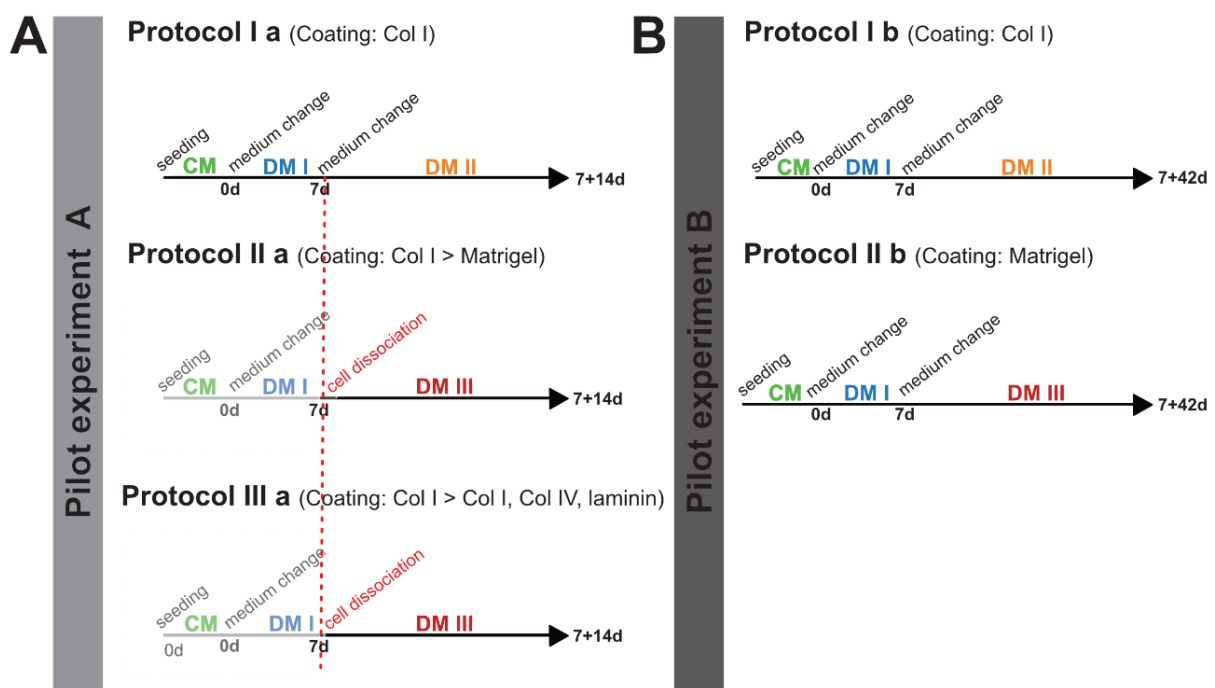 A
Pilot experiment A
Protocol I a (Coating: Col I)
seeding
CM
medium change
DM I
medium change
DM II
0d
7d
7+14d
Protocol II a (Coating: Col I > Matrigel)
seeding
CM
medium change
DM I
cell dissociation
DM III
0d
7d
7+14d
Protocol III a (Coating: Col I > Col I, Col IV, laminin)
seeding
CM
medium change
DM I
cell dissociation
DM III
0d
0d
7d
7+14d
B
Pilot experiment B
Protocol I b (Coating: Col I)
seeding
CM
medium change
DM I
medium change
DM II
0d
7d
7+42d
Protocol II b (Coating: Matrigel)
seeding
CM
medium change
DM I
medium change
DM III
0d
7d
7+42d